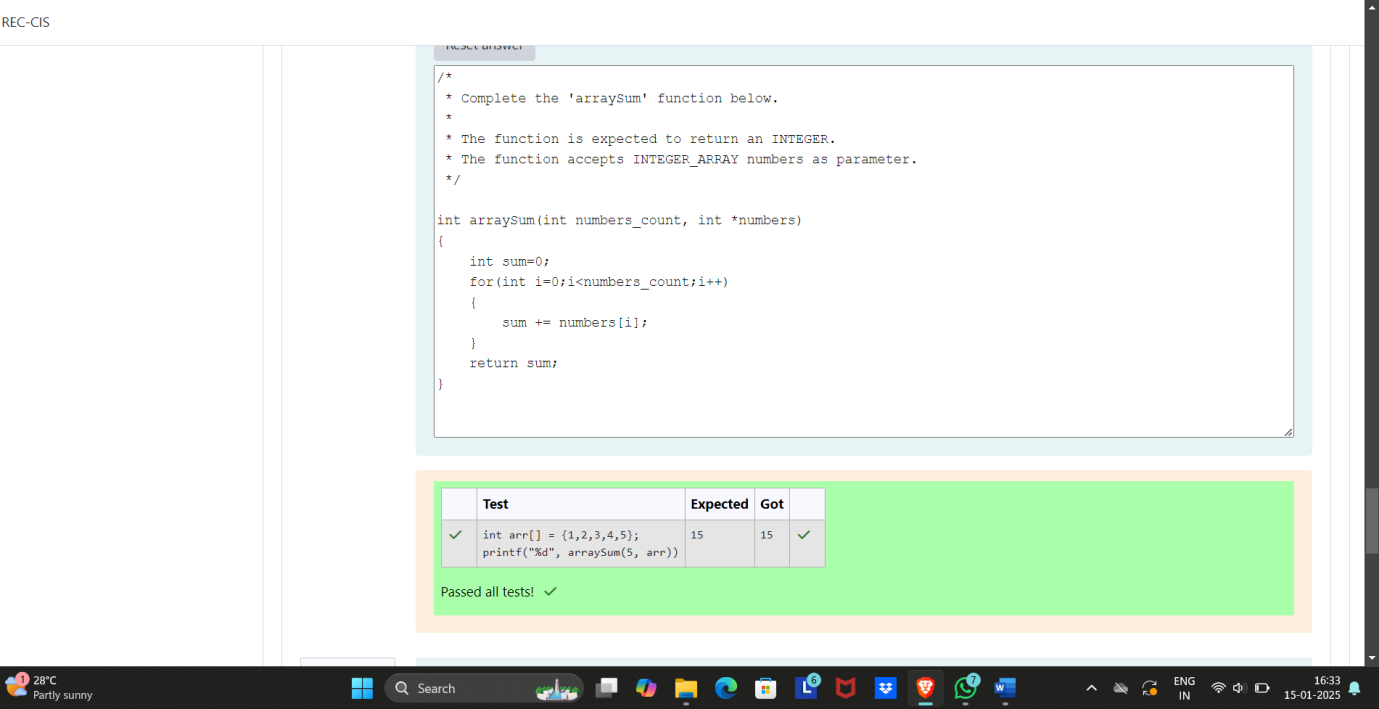 REC-CIS
Reset answer
/*
 * Complete the 'arraySum' function below.
 *
 * The function is expected to return an INTEGER.
 * The function accepts INTEGER_ARRAY numbers as parameter.
 */
int arraySum(int numbers_count, int *numbers)
{
    int sum=0;
    for(int i=0;i<numbers_count;i++)
    {
        sum += numbers[i];
    }
    return sum;
}
Test Expected Got
int arr[] = {1,2,3,4,5}; 15 15
printf("%d", arraySum(5, arr))
Passed all tests!
1
28°C
Partly sunny
Search
L 6
7
W
ENG
IN
16:33
15-01-2025